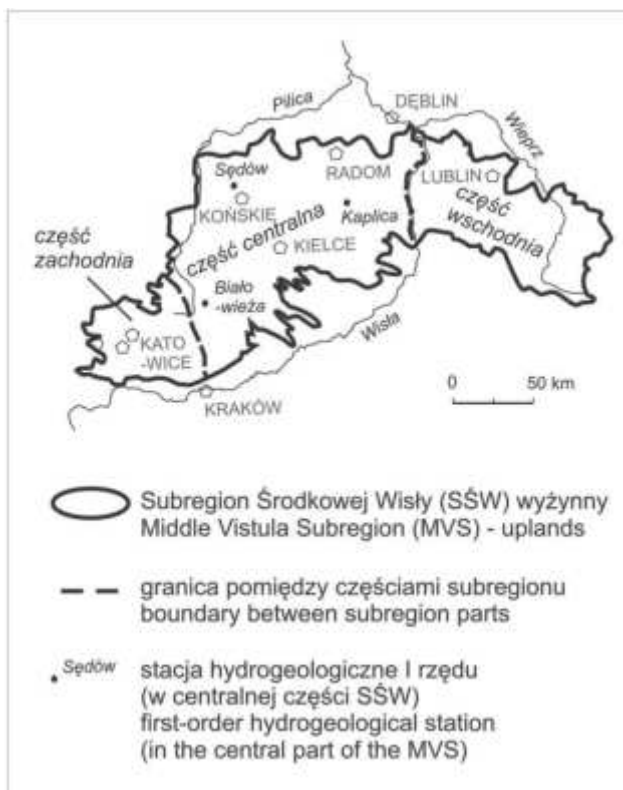 Pilica
DĘBLIN
Wieprz
Sędów
RADOM
LUBLIN
KOŃSKIE
Kaplica
część
wschodnia
część centralna
KIELCE
część
zachodnia
Biało
-wieża
Wisła
KATO
-WICE
0 50 km
KRAKÓW
Subregion Środkowej Wisły (SŚW) wyżynny
Middle Vistula Subregion (MVS) - uplands
granica pomiędzy częściami subregionu
boundary between subregion parts
Sędów stacja hydrogeologiczne I rzędu
(w centralnej części SŚW)
first-order hydrogeological station
(in the central part of the MVS)